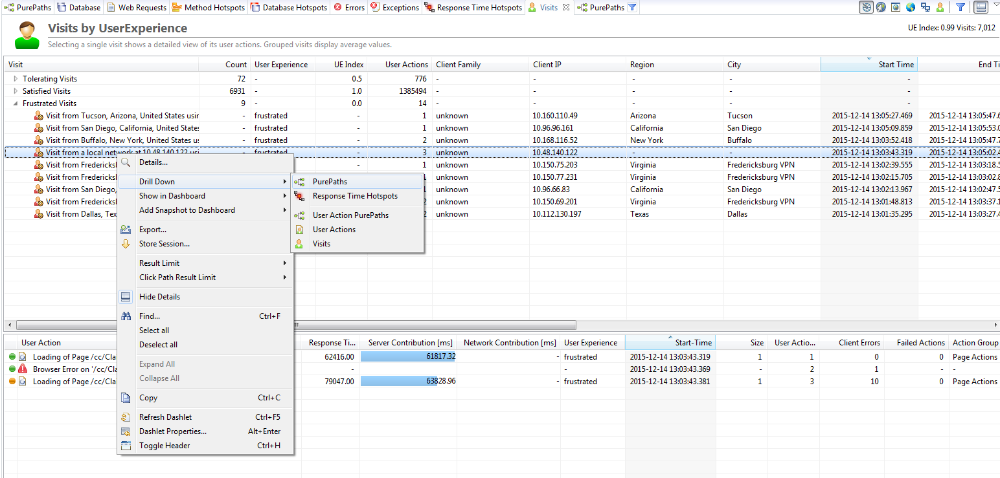 PurePaths Database Web Requests Method Hotspots Database Hotspots Errors Exceptions Response Time Hotspots Visits PurePaths
Visits by UserExperience
UE Index: 0.99 Visits: 7,012
Selecting a single visit shows a detailed view of its user actions. Grouped visits display average values.
Visit Count User Experience UE Index User Actions Client Family Client IP Region City Start Time End Ti
Tolerating Visits 72 - 0.5 776 - - - - -
Satisfied Visits 6931 - 1.0 1385494 - - - - -
Frustrated Visits 9 - 0.0 14 - - - - -
Visit from Tucson, Arizona, United States usin - frustrated - 1 unknown 10.160.110.49 Arizona Tucson 2015-12-14 13:05:27.469 2015-12-14 13:05:47.6
Visit from San Diego, California, United States - frustrated - 1 unknown 10.96.96.161 California San Diego 2015-12-14 13:05:09.859 2015-12-14 13:05:53.0
Visit from Buffalo, New York, United States u - frustrated - 2 unknown 10.168.116.52 New York Buffalo 2015-12-14 13:03:52.418 2015-12-14 13:05:47.7
Visit from a local network at 10.48.140.122 usi - frustrated - 3 unknown 10.48.140.122 - - 2015-12-14 13:03:43.319 2015-12-14 13:05:02.4
Visit from Fredericksl 1 unknown 10.150.75.203 Virginia Fredericksburg VPN 2015-12-14 13:02:39.555 2015-12-14 13:03:18.5
Visit from Fredericksl unknown 10.150.77.231 Virginia Fredericksburg VPN 2015-12-14 13:02:15.705 2015-12-14 13:03:02.8
Visit from San Diego, unknown 10.96.66.83 California San Diego 2015-12-14 13:02:13.967 2015-12-14 13:02:47.5
Visit from Fredericksl unknown 10.150.69.201 Virginia Fredericksburg VPN 2015-12-14 13:01:48.813 2015-12-14 13:03:37.1
Visit from Dallas, Tex unknown 10.112.130.197 Texas Dallas 2015-12-14 13:01:35.295 2015-12-14 13:03:27.4
Details...
Drill Down
Show in Dashboard
Add Snapshot to Dashboard
Export...
Store Session...
Result Limit
Click Path Result Limit
Hide Details
Find... Ctrl+F
Select all
Deselect all
Expand All
Collapse All
Copy Ctrl+C
Refresh Dashlet Ctrl+F5
Dashlet Properties... Alt+Enter
Toggle Header Ctrl+H
PurePaths
Response Time Hotspots
User Action PurePaths
User Actions
Visits
User Action Response Ti... Server Contribution [ms] Network Contribution [ms] User Experience Start-Time Size User Actio... Client Errors Failed Actions Action Group
Loading of Page /cc/Cla 62416.00 61817.32 - frustrated 2015-12-14 13:03:43.319 1 1 0 0 Page Actions
Browser Error on '/cc/Cla - - 2015-12-14 13:03:43.369 - 2 1 - -
Loading of Page /cc/Cla 79047.00 63828.96 - frustrated 2015-12-14 13:03:43.381 1 3 10 0 Page Actions